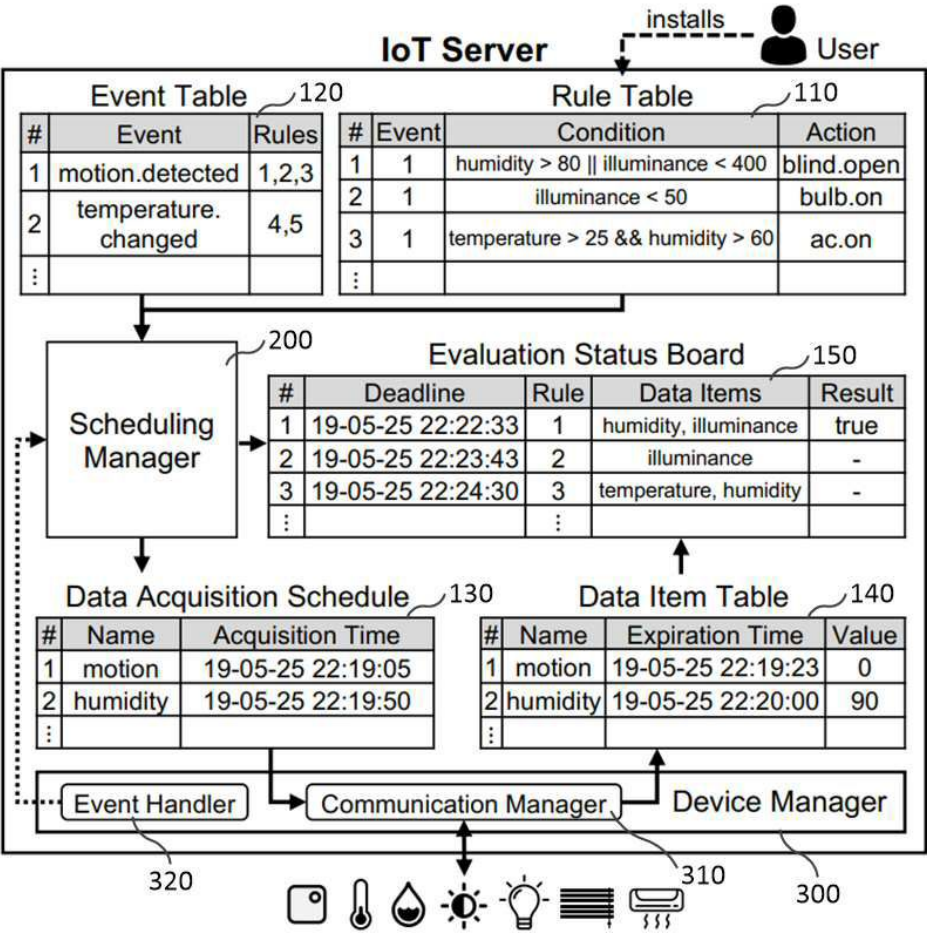 installs
IoT Server
User
Event Table 120
# Event Rules
1 motion.detected 1,2,3
2 temperature. changed 4,5
⋮
Rule Table 110
# Event Condition Action
1 1 humidity > 80 || illuminance < 400 blind.open
2 1 illuminance < 50 bulb.on
3 1 temperature > 25 && humidity > 60 ac.on
⋮
200
Scheduling
Manager
Evaluation Status Board 150
# Deadline Rule Data Items Result
1 19-05-25 22:22:33 1 humidity, illuminance true
2 19-05-25 22:23:43 2 illuminance -
3 19-05-25 22:24:30 3 temperature, humidity -
⋮ ⋮
Data Acquisition Schedule 130
# Name Acquisition Time
1 motion 19-05-25 22:19:05
2 humidity 19-05-25 22:19:50
⋮
Data Item Table 140
# Name Expiration Time Value
1 motion 19-05-25 22:19:23 0
2 humidity 19-05-25 22:20:00 90
⋮
Event Handler Communication Manager Device Manager
320 310 300